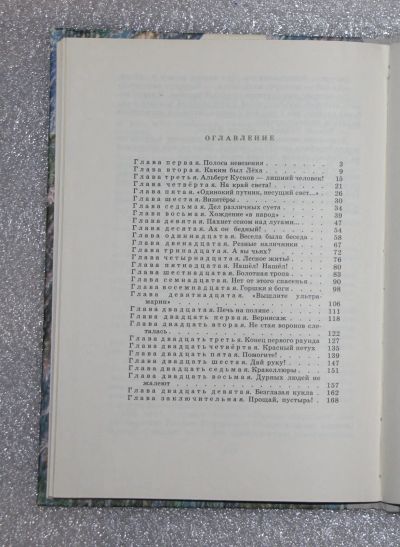 ОГЛАВЛЕНИЕ
Глава первая. Полоса невезения . . . . . . . 3
Глава вторая. Каким был Лёха . . . . . . . 9
Глава третья. Альберт Кусков — лишний человек! . 15
Глава четвёртая. На край света! . . . . . . . 21
Глава пятая. «Одинокий путник, несущий свет...» . 26
Глава шестая. Визитёры . . . . . . . . 30
Глава седьмая. Дел различных суета . . . . . 34
Глава восьмая. Хождение «в народ» . . . . . 39
Глава девятая. Пахнет сеном над лугами... . . . 47
Глава десятая. Ах он бедный! . . . . . . . 54
Глава одиннадцатая. Весела была беседа . . . . 58
Глава двенадцатая. Резные наличники . . . . 67
Глава тринадцатая. А вы чьих? . . . . . . 72
Глава четырнадцатая. Лесное житьё . . . . . 76
Глава пятнадцатая. Нашёл! Нашёл! . . . . . 80
Глава шестнадцатая. Болотная тропа . . . . . 83
Глава семнадцатая. Нет от этого спасенья . . . 90
Глава восемнадцатая. Горшки и боги . . . . . 98
Глава девятнадцатая. «Вышлите ультра-
марин» . . . . . . . . . . . . 106
Глава двадцатая. Печь на поляне . . . . . . 111
Глава двадцать первая. Вернисаж . . . . . . 118
Глава двадцать вторая. Не стая воронов сле-
талась . . . . . . . . . . . . 122
Глава двадцать третья. Конец первого раунда 127
Глава двадцать четвёртая. Красный петух . 135
Глава двадцать пятая. Помогите! . . . . . . 139
Глава двадцать шестая. Дай руку! . . . . . 147
Глава двадцать седьмая. Кракеллюры . . . . 151
Глава двадцать восьмая. Дурных людей не
жалеют . . . . . . . . . . . . 157
Глава двадцать девятая. Безглазая кукла . 162
Глава заключительная. Прощай, пустырь! . 168